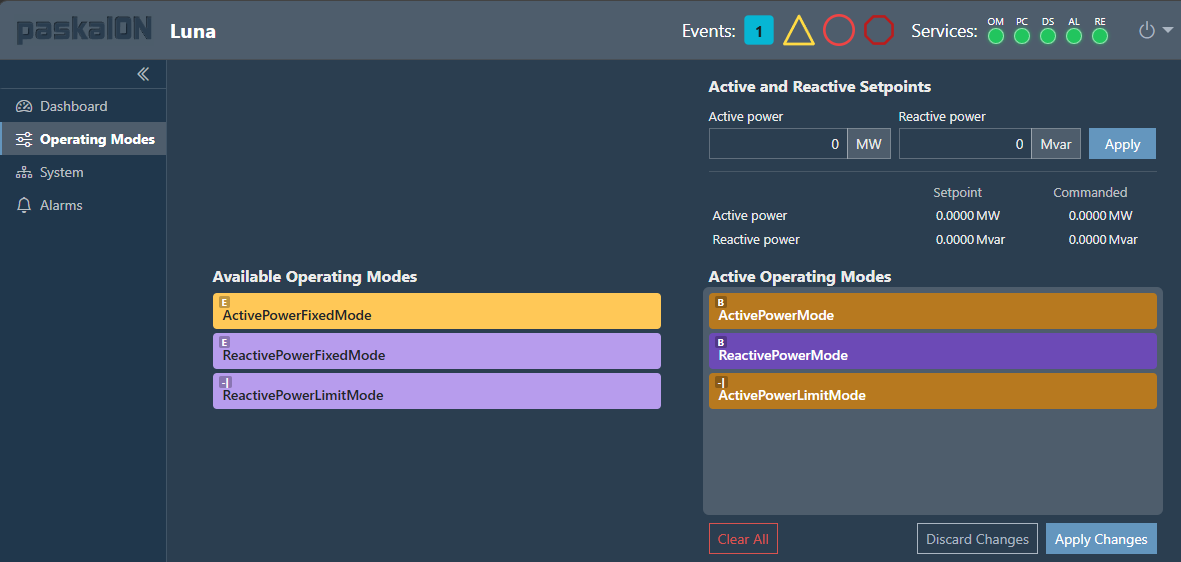 paskaION Luna Events: 1 Services: OM PC DS AL RE
Dashboard
Operating Modes
System
Alarms
Active and Reactive Setpoints
Active power Reactive power
0 MW 0 Mvar Apply
Setpoint Commanded
Active power 0.0000 MW 0.0000 MW
Reactive power 0.0000 Mvar 0.0000 Mvar
Available Operating Modes
E
ActivePowerFixedMode
E
ReactivePowerFixedMode
-|
ReactivePowerLimitMode
Active Operating Modes
B
ActivePowerMode
B
ReactivePowerMode
-|
ActivePowerLimitMode
Clear All Discard Changes Apply Changes